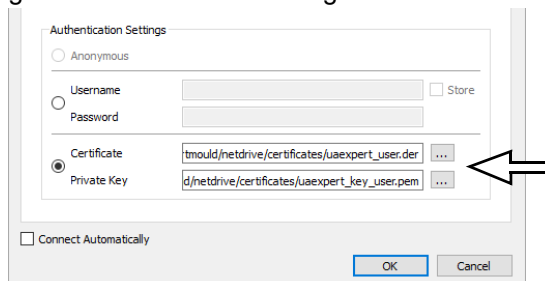 Authentication Settings
Anonymous
Username
Store
Password
Certificate
tmould/netdrive/certificates/uaexpert_user.der
...
Private Key
d/netdrive/certificates/uaexpert_key_user.pem
...
Connect Automatically
OK
Cancel